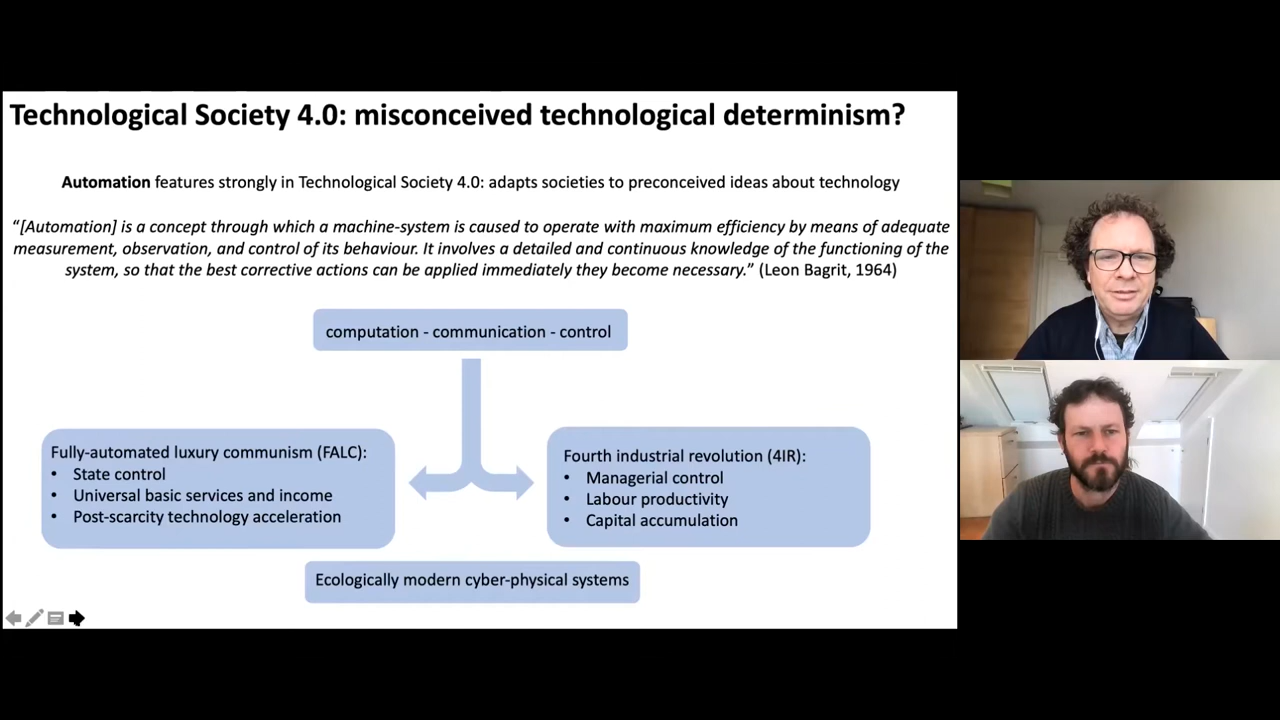 Technological Society 4.0: misconceived technological determinism?
Automation features strongly in Technological Society 4.0: adapts societies to preconceived ideas about technology
“[Automation] is a concept through which a machine-system is caused to operate with maximum efficiency by means of adequate
measurement, observation, and control of its behaviour. It involves a detailed and continuous knowledge of the functioning of the
system, so that the best corrective actions can be applied immediately they become necessary.” (Leon Bagrit, 1964)
computation - communication - control
Fully-automated luxury communism (FALC):
• State control
• Universal basic services and income
• Post-scarcity technology acceleration
Fourth industrial revolution (4IR):
• Managerial control
• Labour productivity
• Capital accumulation
Ecologically modern cyber-physical systems